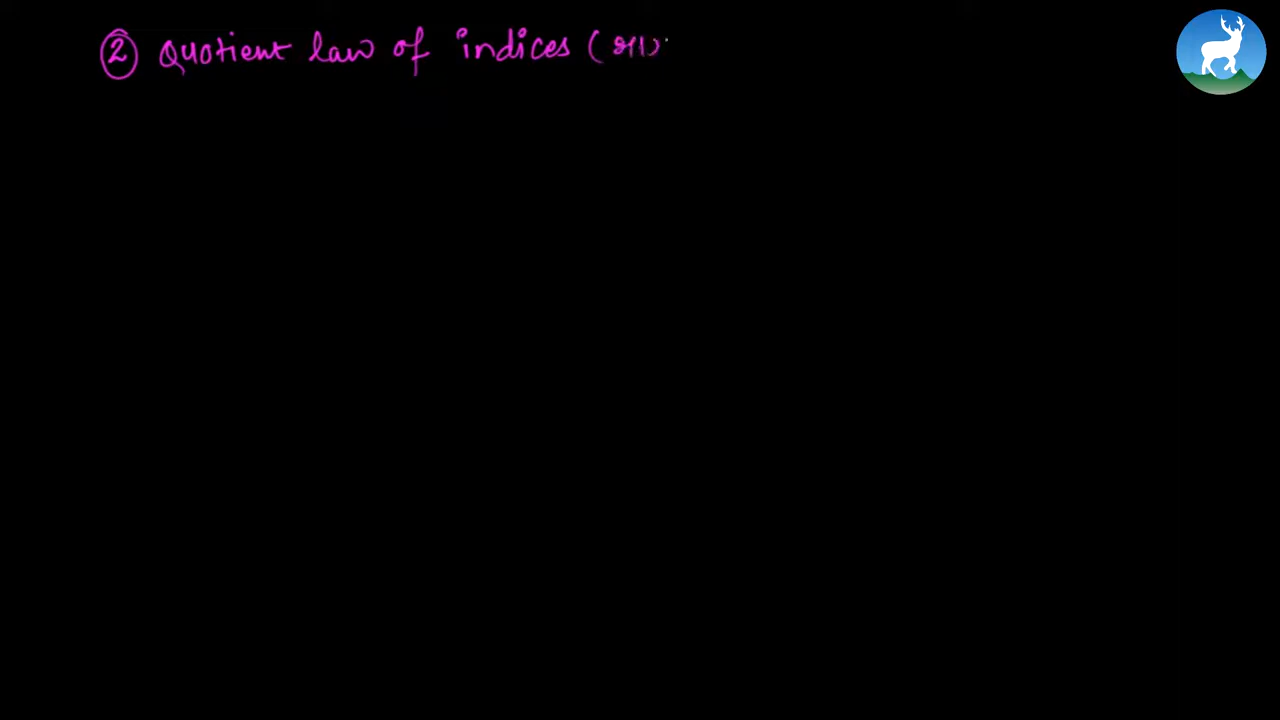 ② Quotient law of indices (